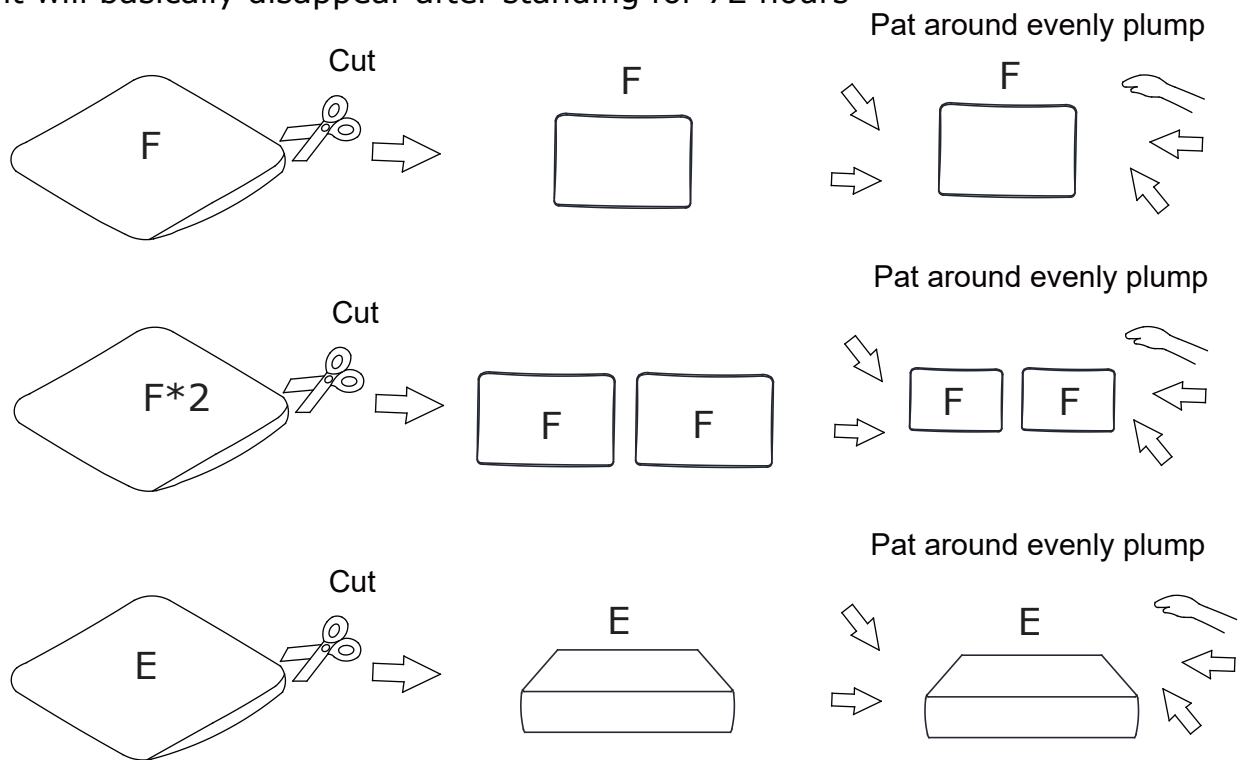 it will basically disappear after standing for 72 hours
Pat around evenly plump
Cut
F
F
F
Pat around evenly plump
Cut
F*2
F
F
F
F
Pat around evenly plump
Cut
E
E
E